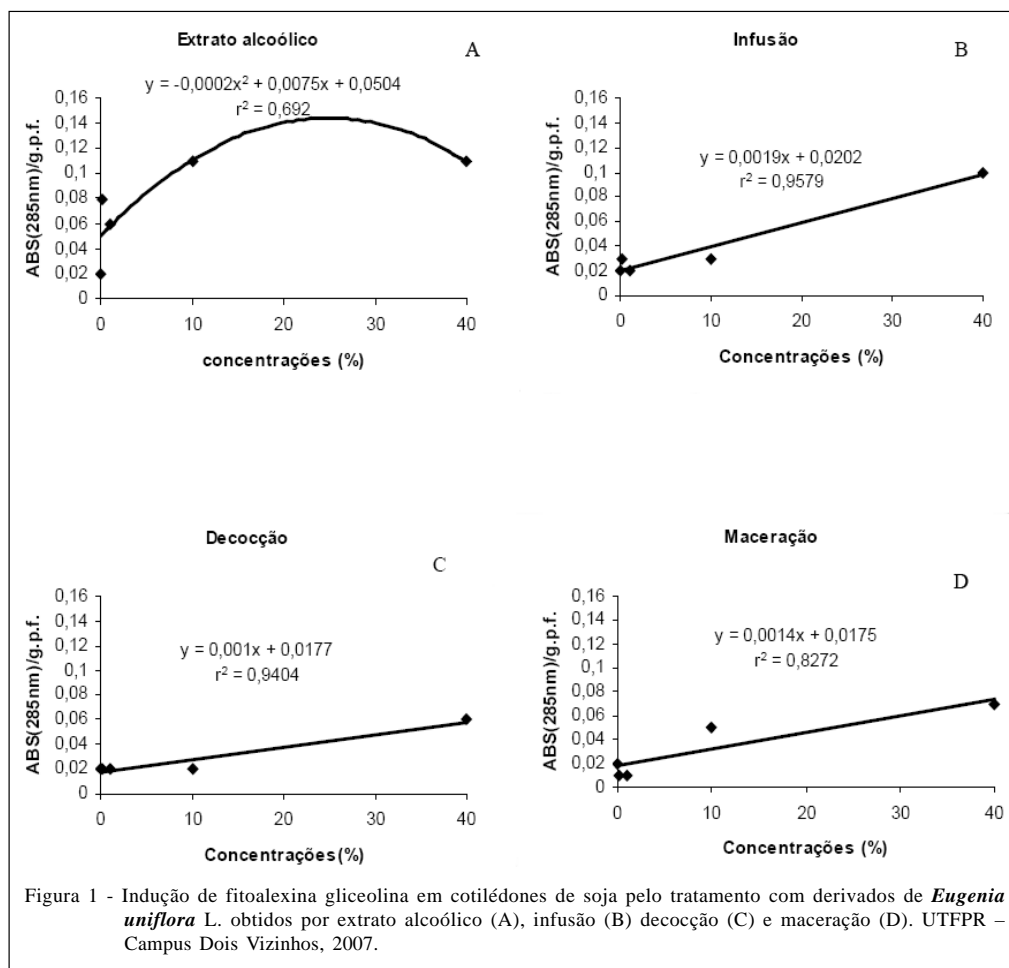 Extrato alcoólico
A
y = -0,0002x² + 0,0075x + 0,0504
r² = 0,692
0,16
0,14
0,12
0,1
0,08
0,06
0,04
0,02
0
ABS(285nm)/g.p.f.
0 10 20 30 40
concentrações (%)
Infusão
B
y = 0,0019x + 0,0202
r² = 0,9579
0,16
0,14
0,12
0,1
0,08
0,06
0,04
0,02
0
ABS(285nm)/g.p.f.
0 10 20 30 40
Concentrações (%)
Decocção
C
y = 0,001x + 0,0177
r² = 0,9404
0,16
0,14
0,12
0,1
0,08
0,06
0,04
0,02
0
ABS(285nm)/g.p.f.
0 10 20 30 40
Concentrações(%)
Maceração
D
y = 0,0014x + 0,0175
r² = 0,8272
0,16
0,14
0,12
0,1
0,08
0,06
0,04
0,02
0
ABS(285nm)/g.p.f.
0 10 20 30 40
Concentrações (%)
Figura 1 - Indução de fitoalexina gliceolina em cotilédones de soja pelo tratamento com derivados de Eugenia
uniflora L. obtidos por extrato alcoólico (A), infusão (B) decocção (C) e maceração (D). UTFPR –
Campus Dois Vizinhos, 2007.